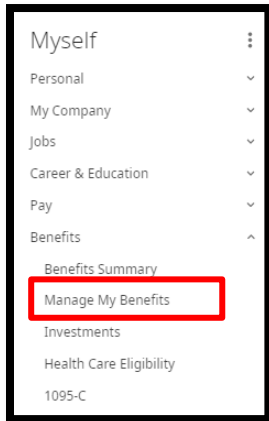 Myself
Personal
My Company
Jobs
Career & Education
Pay
Benefits
Benefits Summary
Manage My Benefits
Investments
Health Care Eligibility
1095-C